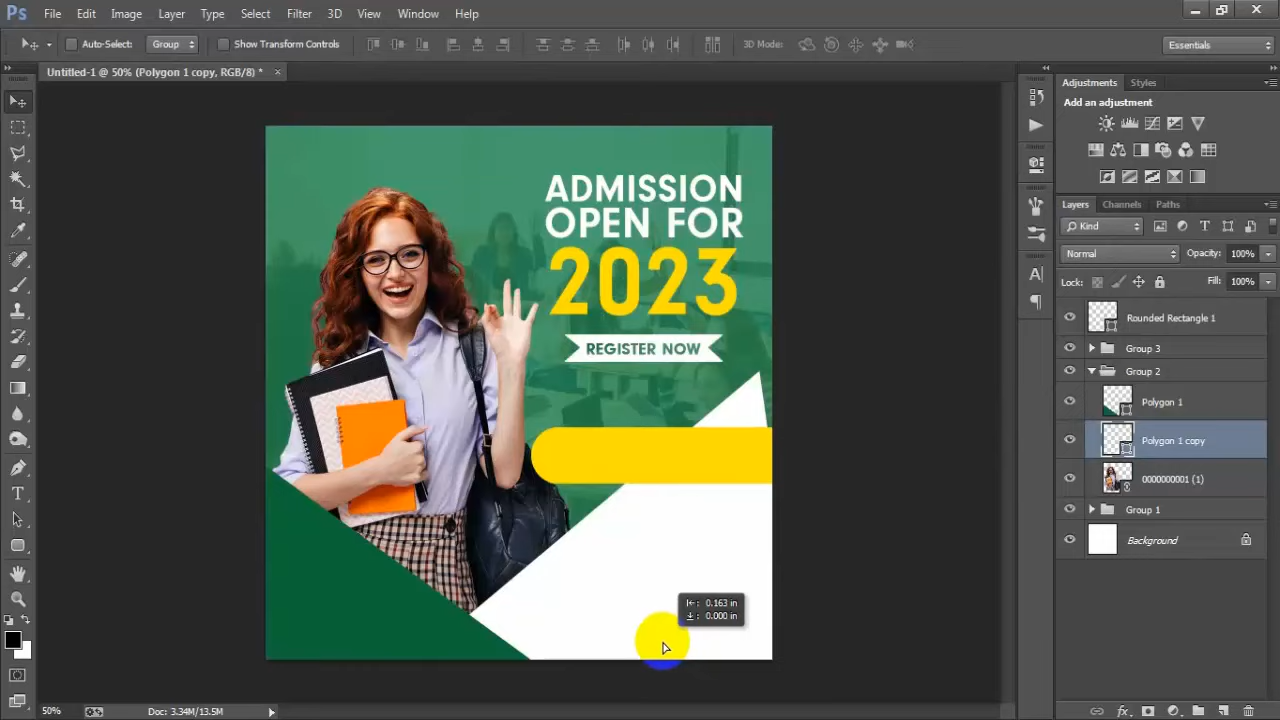 Ps File Edit Image Layer Type Select Filter 3D View Window Help
Auto-Select: Group Show Transform Controls 3D Mode: Essentials
Untitled-1 @ 50% (Polygon 1 copy, RGB/8) *
Adjustments Styles
Add an adjustment
Layers Channels Paths
Kind
Normal Opacity: 100%
Lock: Fill: 100%
Rounded Rectangle 1
Group 3
Group 2
Polygon 1
Polygon 1 copy
0000000001 (1)
Group 1
Background
ADMISSION
OPEN FOR
2023
REGISTER NOW
0.163 in
0.000 in
50% Doc: 3.34M/13.5M